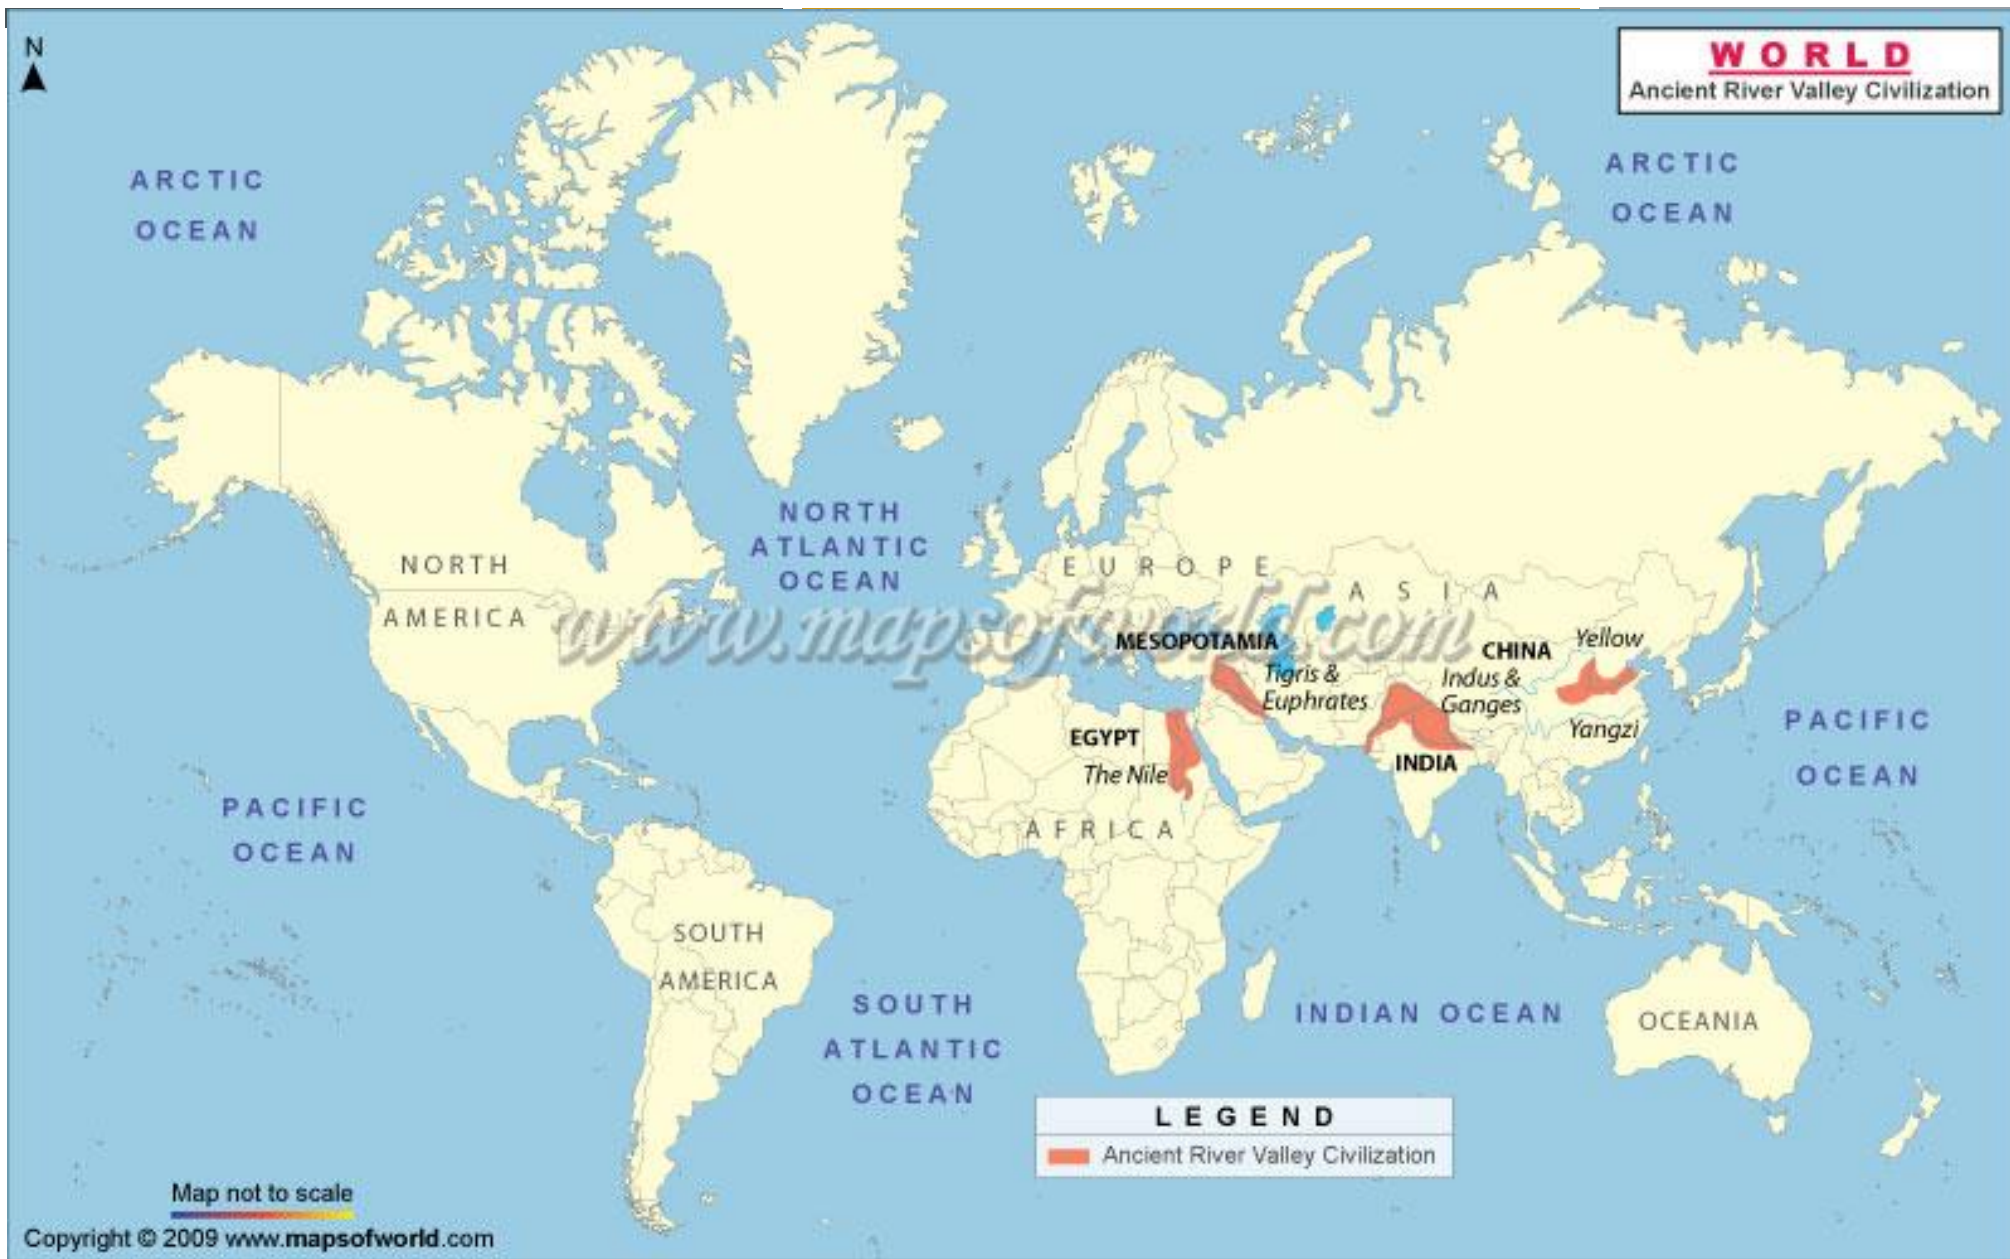 N
WORLD
Ancient River Valley Civilization
ARCTIC
OCEAN
ARCTIC
OCEAN
NORTH
ATLANTIC
OCEAN
NORTH
AMERICA
EUROPE
ASIA
www.mapsofworld.com
MESOPOTAMIA
Tigris &
Euphrates
CHINA
Yellow
Indus &
Ganges
Yangzi
EGYPT
The Nile
INDIA
AFRICA
PACIFIC
OCEAN
PACIFIC
OCEAN
SOUTH
AMERICA
SOUTH
ATLANTIC
OCEAN
INDIAN OCEAN
OCEANIA
LEGEND
Ancient River Valley Civilization
Map not to scale
Copyright © 2009 www.mapsofworld.com